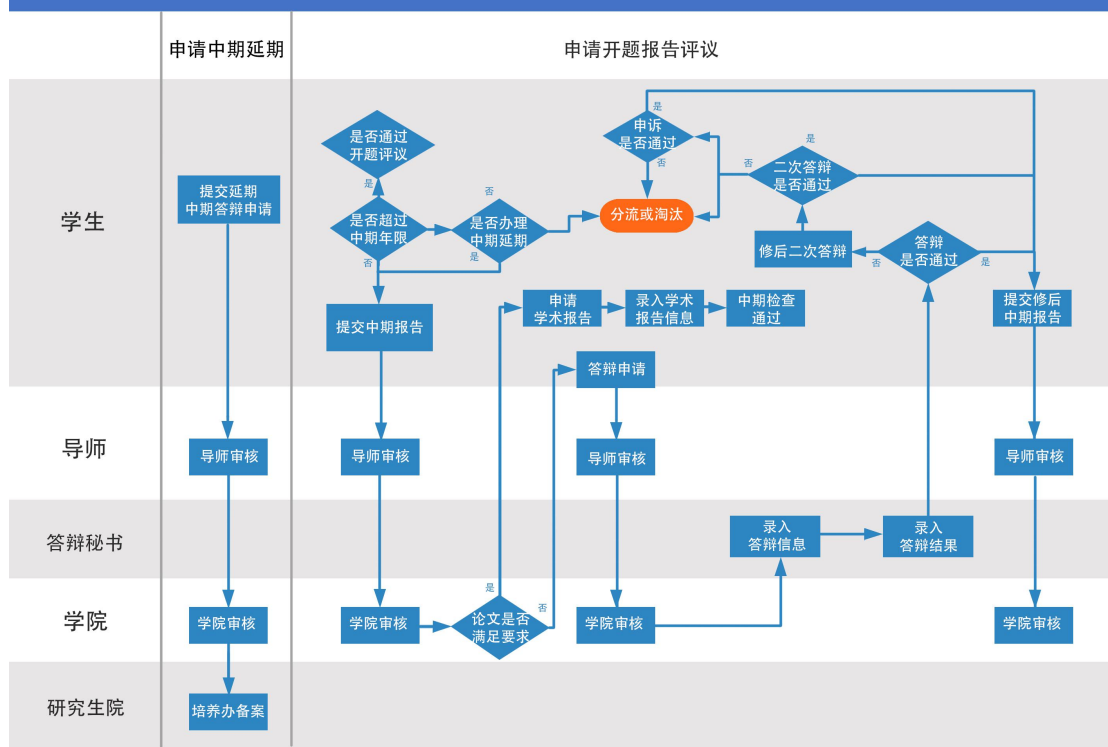 申请中期延期
申请开题报告评议
学生
提交延期
中期答辩申请
是否通过
开题评议
是
是否超过
中期年限
否
否
是否办理
中期延期
是
提交中期报告
是
申诉
是否通过
否
分流或淘汰
否
是
二次答辩
是否通过
修后二次答辩
否
答辩
是否通过
是
申请
学术报告
录入学术
报告信息
中期检查
通过
提交修后
中期报告
答辩申请
导师
导师审核
导师审核
导师审核
导师审核
答辩秘书
录入
答辩信息
录入
答辩结果
学院
学院审核
学院审核
是
论文是否
满足要求
否
学院审核
学院审核
研究生院
培养办备案